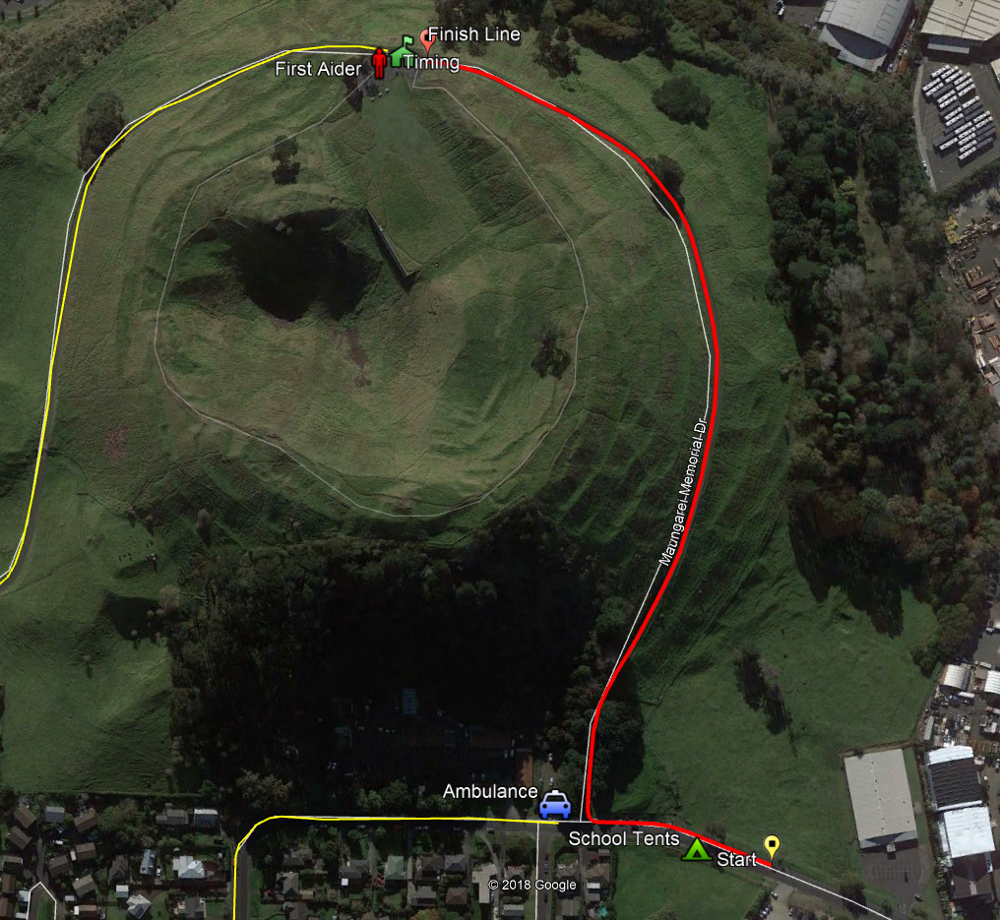 Finish Line
First Aider
Timing
Maungarei-Memorial-Dr
Ambulance
School Tents
Start
© 2018 Google